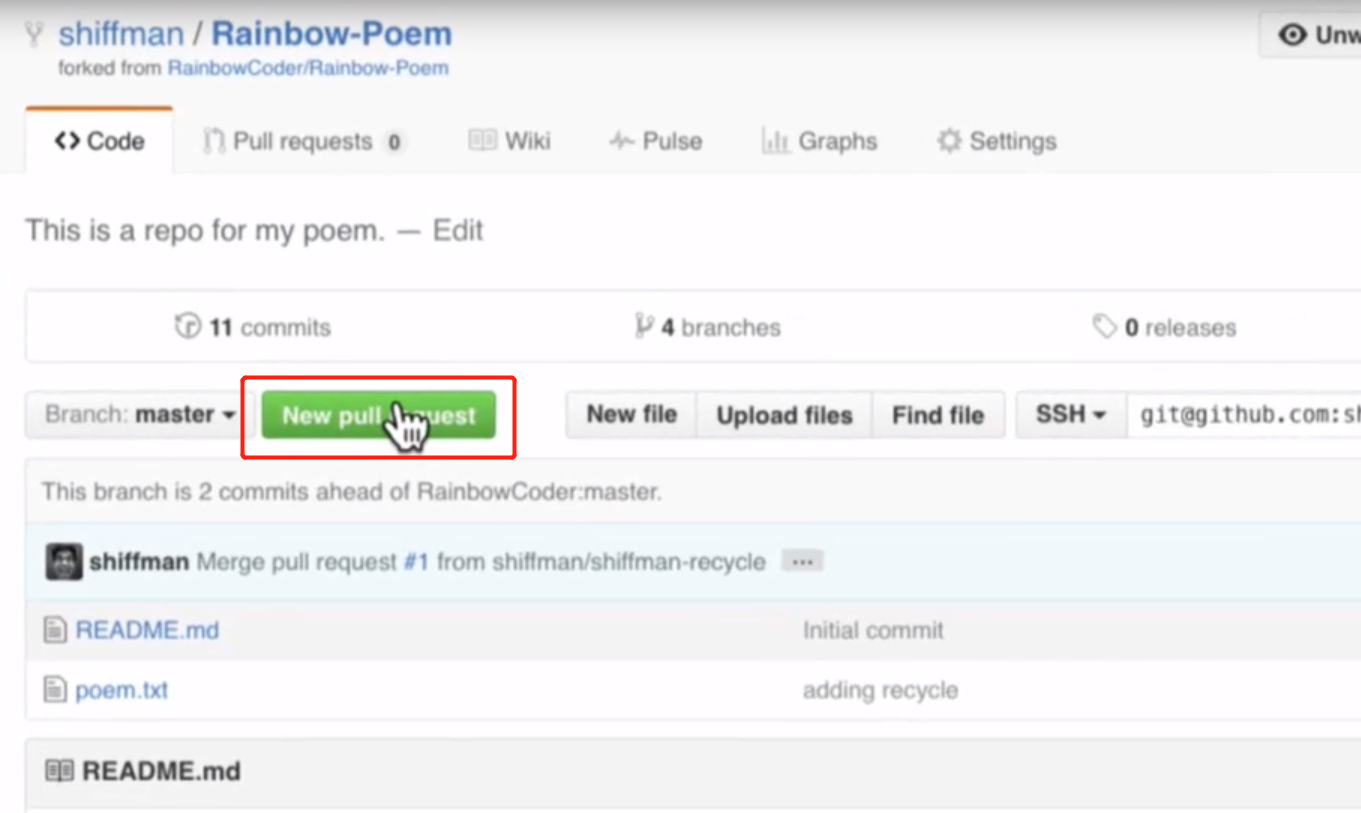 shiffman / Rainbow-Poem
Unw
forked from RainbowCoder/Rainbow-Poem
Code
Pull requests 0
Wiki
Pulse
Graphs
Settings
This is a repo for my poem. — Edit
11 commits
4 branches
0 releases
Branch: master
New pull request
New file
Upload files
Find file
SSH
git@github.com:sh
This branch is 2 commits ahead of RainbowCoder:master.
shiffman Merge pull request #1 from shiffman/shiffman-recycle ...
README.md
Initial commit
poem.txt
adding recycle
README.md